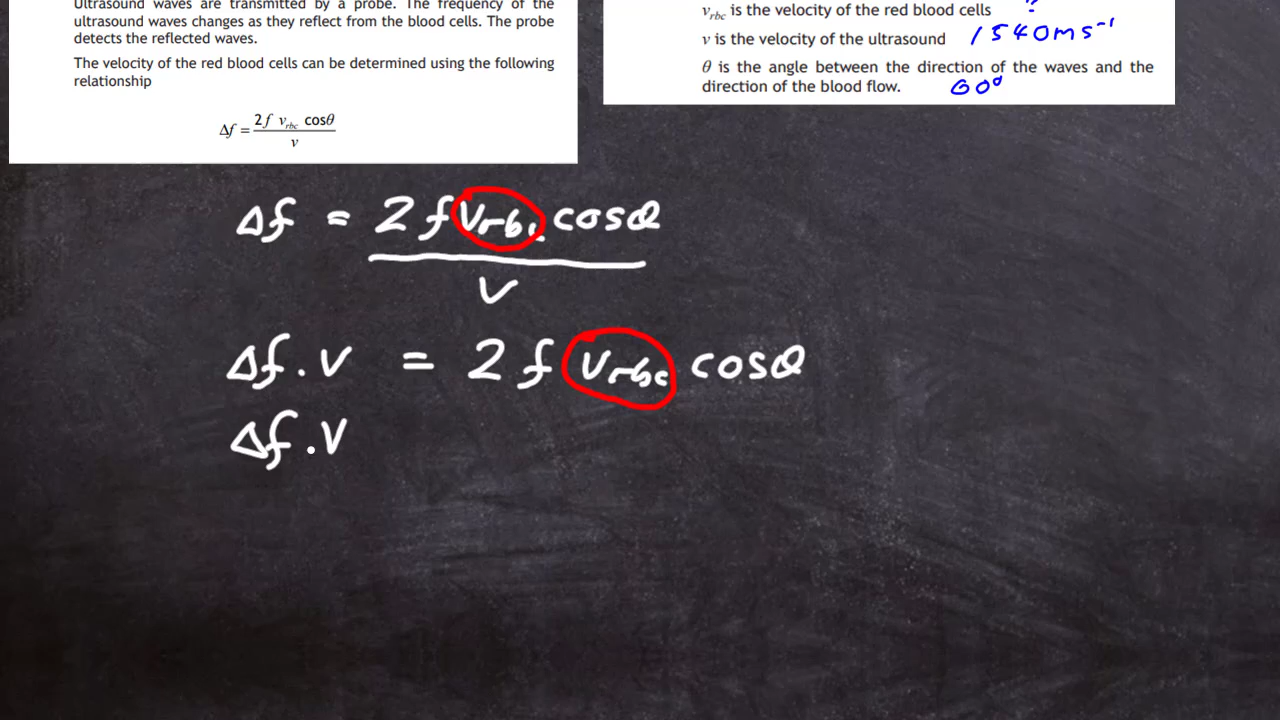 Ultrasound waves are transmitted by a probe. The frequency of the
ultrasound waves changes as they reflect from the blood cells. The probe
detects the reflected waves.
The velocity of the red blood cells can be determined using the following
relationship
Δf = 2f v_rbc cosθ / v
v_rbc is the velocity of the red blood cells ?
v is the velocity of the ultrasound 1540ms⁻¹
θ is the angle between the direction of the waves and the
direction of the blood flow. 60°
Δf = 2f v_rbc cosθ / v
Δf.v = 2f v_rbc cosθ
Δf.v